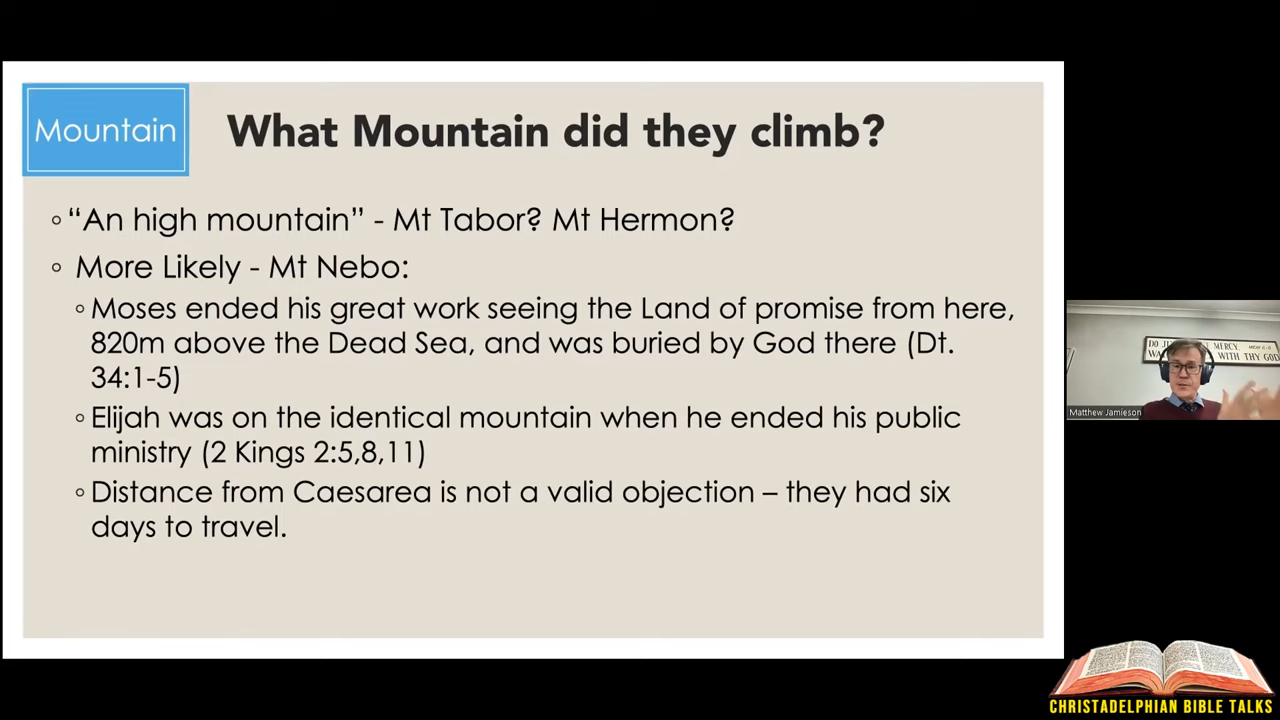 Mountain
What Mountain did they climb?
◦ “An high mountain” - Mt Tabor? Mt Hermon?
◦ More Likely - Mt Nebo:
◦ Moses ended his great work seeing the Land of promise from here,
820m above the Dead Sea, and was buried by God there (Dt.
34:1-5)
◦ Elijah was on the identical mountain when he ended his public
ministry (2 Kings 2:5,8,11)
◦ Distance from Caesarea is not a valid objection – they had six
days to travel.
MERCY,
WITH THY GOD
Matthew Jamieson
CHRISTADELPHIAN BIBLE TALKS